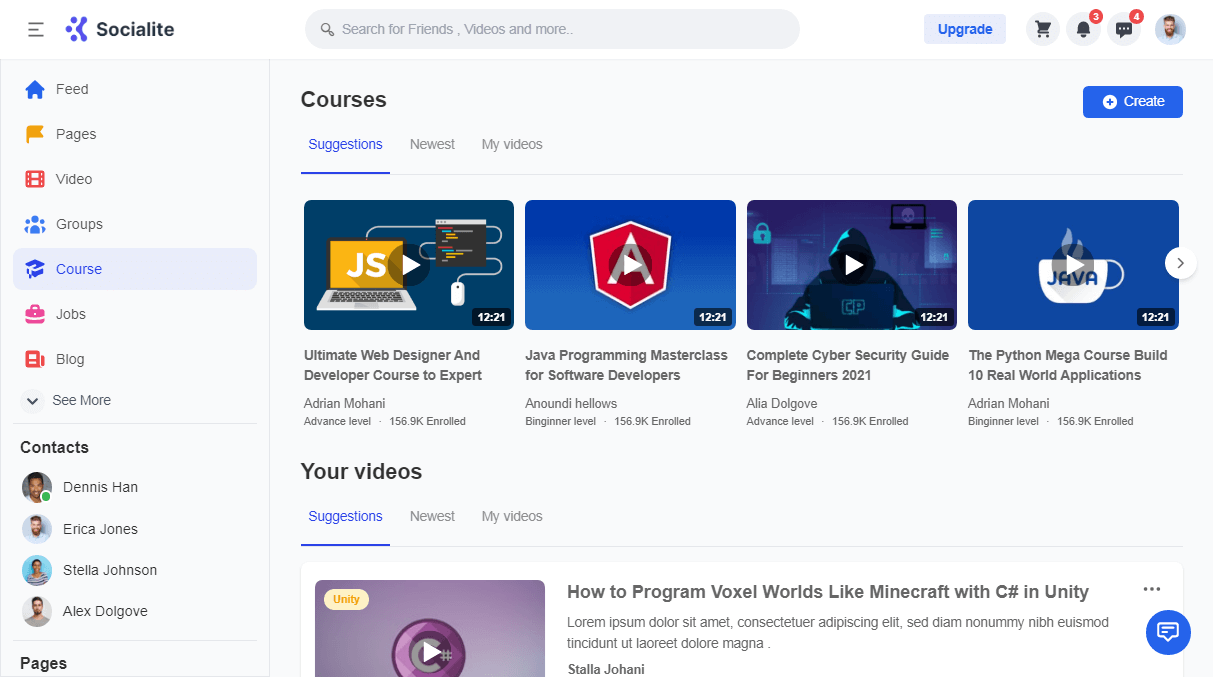 Socialite
Search for Friends , Videos and more..
Upgrade
3
4
Feed
Pages
Video
Groups
Course
Jobs
Blog
See More
Contacts
Dennis Han
Erica Jones
Stella Johnson
Alex Dolgove
Pages
Courses
Create
Suggestions Newest My videos
JS
12:21
A
12:21
CP
12:21
JAVA
12:21
Ultimate Web Designer And
Developer Course to Expert
Adrian Mohani
Advance level · 156.9K Enrolled
Java Programming Masterclass
for Software Developers
Anoundi hellows
Binginner level · 156.9K Enrolled
Complete Cyber Security Guide
For Beginners 2021
Alia Dolgove
Advance level · 156.9K Enrolled
The Python Mega Course Build
10 Real World Applications
Adrian Mohani
Binginner level · 156.9K Enrolled
Your videos
Suggestions Newest My videos
Unity
C#
How to Program Voxel Worlds Like Minecraft with C# in Unity
Lorem ipsum dolor sit amet, consectetuer adipiscing elit, sed diam nonummy nibh euismod
tincidunt ut laoreet dolore magna .
Stalla Johani